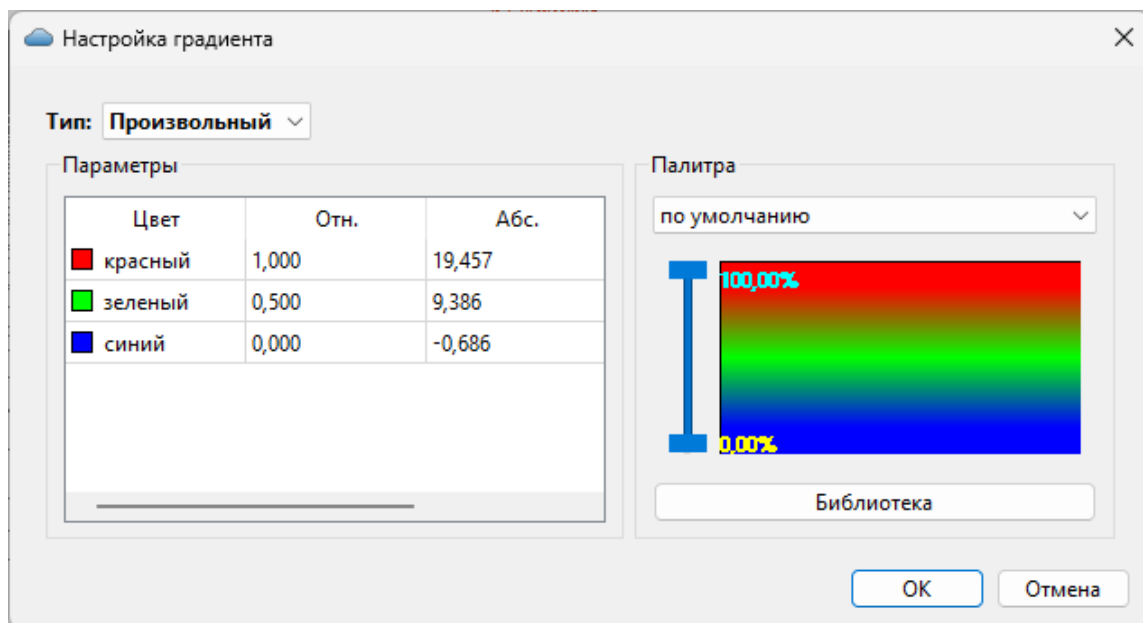 Настройка градиента
Тип: Произвольный
Параметры
Цвет Отн. Абс.
красный 1,000 19,457
зеленый 0,500 9,386
синий 0,000 -0,686
Палитра
по умолчанию
100,00%
0,00%
Библиотека
ОК Отмена